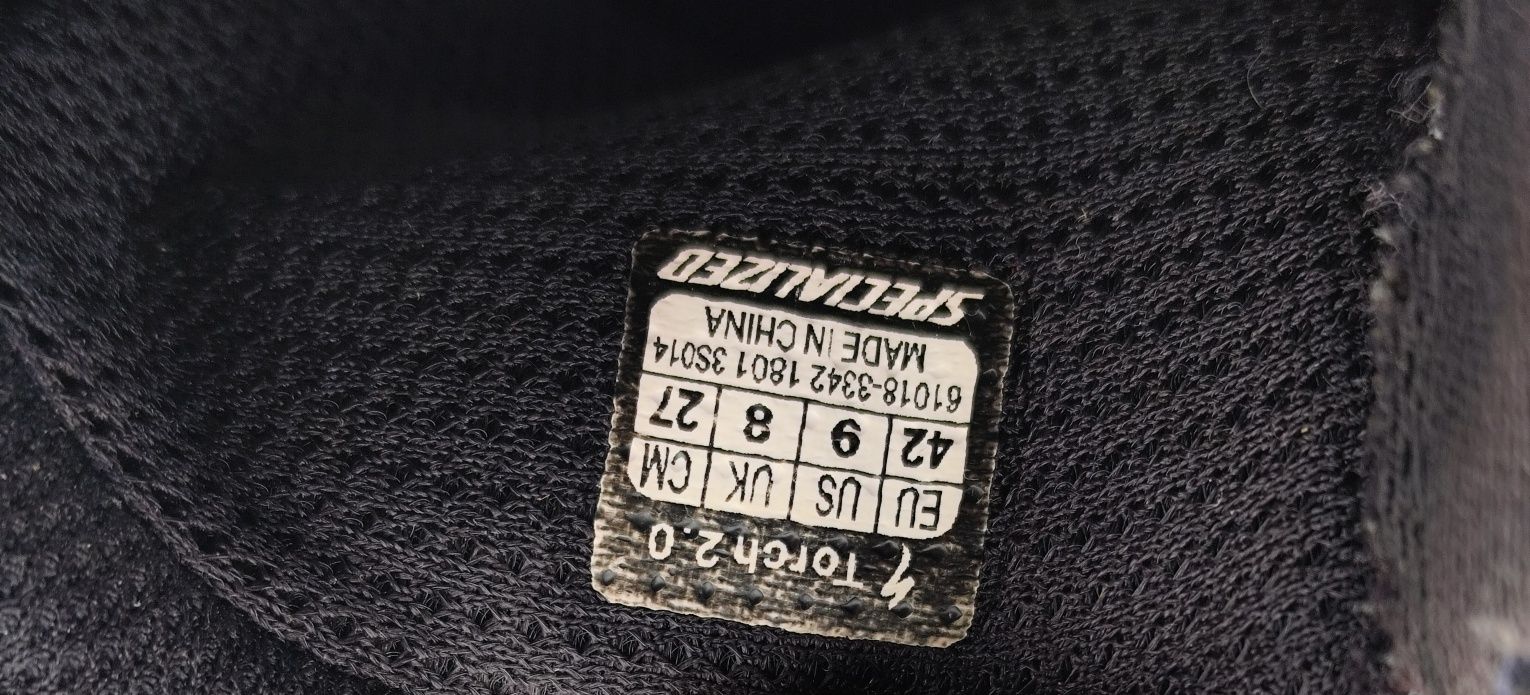 Torch 2.0
EU US UK CM
42 9 8 27
61018-3342 1801 3S014
MADE IN CHINA
SPECIALIZED